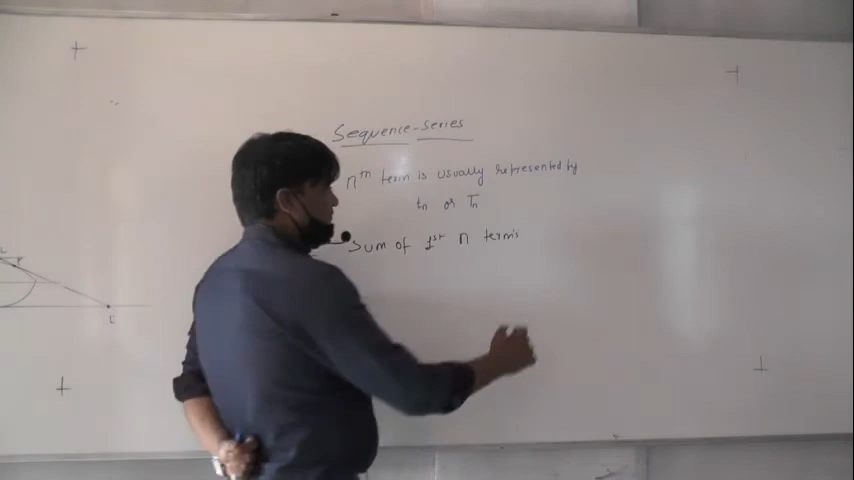 Sequence-series
nth term is usually represented by
tn or Tn
Sum of 1st n terms